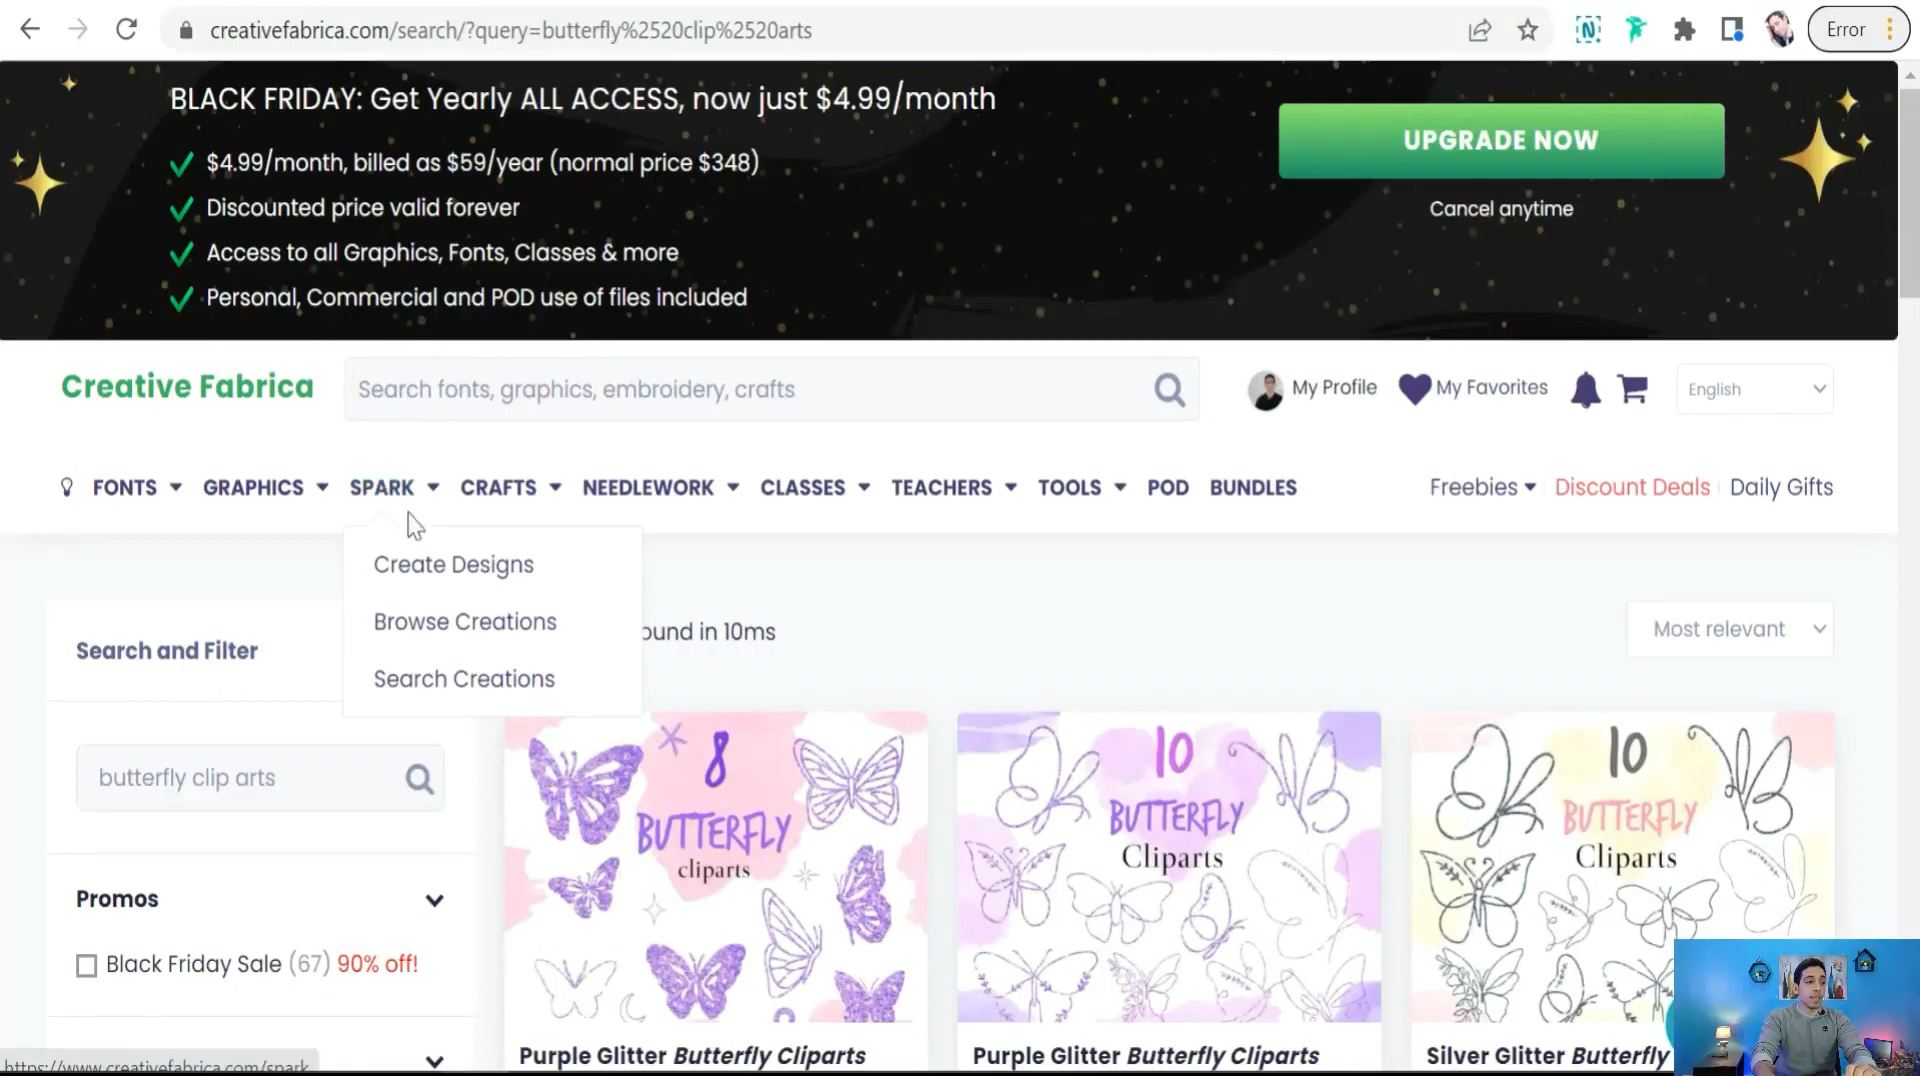 creativefabrica.com/search/?query=butterfly%2520clip%2520arts
N
Error
BLACK FRIDAY: Get Yearly ALL ACCESS, now just $4.99/month
$4.99/month, billed as $59/year (normal price $348)
Discounted price valid forever
Access to all Graphics, Fonts, Classes & more
Personal, Commercial and POD use of files included
UPGRADE NOW
Cancel anytime
Creative Fabrica
Search fonts, graphics, embroidery, crafts
My Profile
My Favorites
English
FONTS GRAPHICS SPARK CRAFTS NEEDLEWORK CLASSES TEACHERS TOOLS POD BUNDLES Freebies Discount Deals Daily Gifts
Create Designs
Browse Creations
Search Creations
Search and Filter
ound in 10ms
Most relevant
butterfly clip arts
Promos
Black Friday Sale (67) 90% off!
8
BUTTERFLY
cliparts
10
BUTTERFLY
Cliparts
10
BUTTERFLY
Cliparts
Purple Glitter Butterfly Cliparts
Purple Glitter Butterfly Cliparts
Silver Glitter Butterfly
https://www.creativefabrica.com/spark